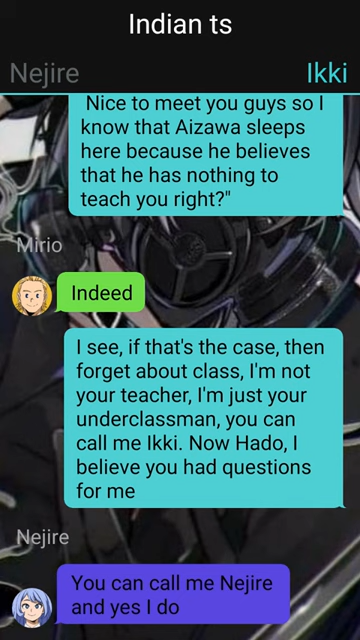 Indian ts
Nejire
Ikki
Nice to meet you guys so I
know that Aizawa sleeps
here because he believes
that he has nothing to
teach you right?"
Mirio
Indeed
I see, if that's the case, then
forget about class, I'm not
your teacher, I'm just your
underclassman, you can
call me Ikki. Now Hado, I
believe you had questions
for me
Nejire
You can call me Nejire
and yes I do